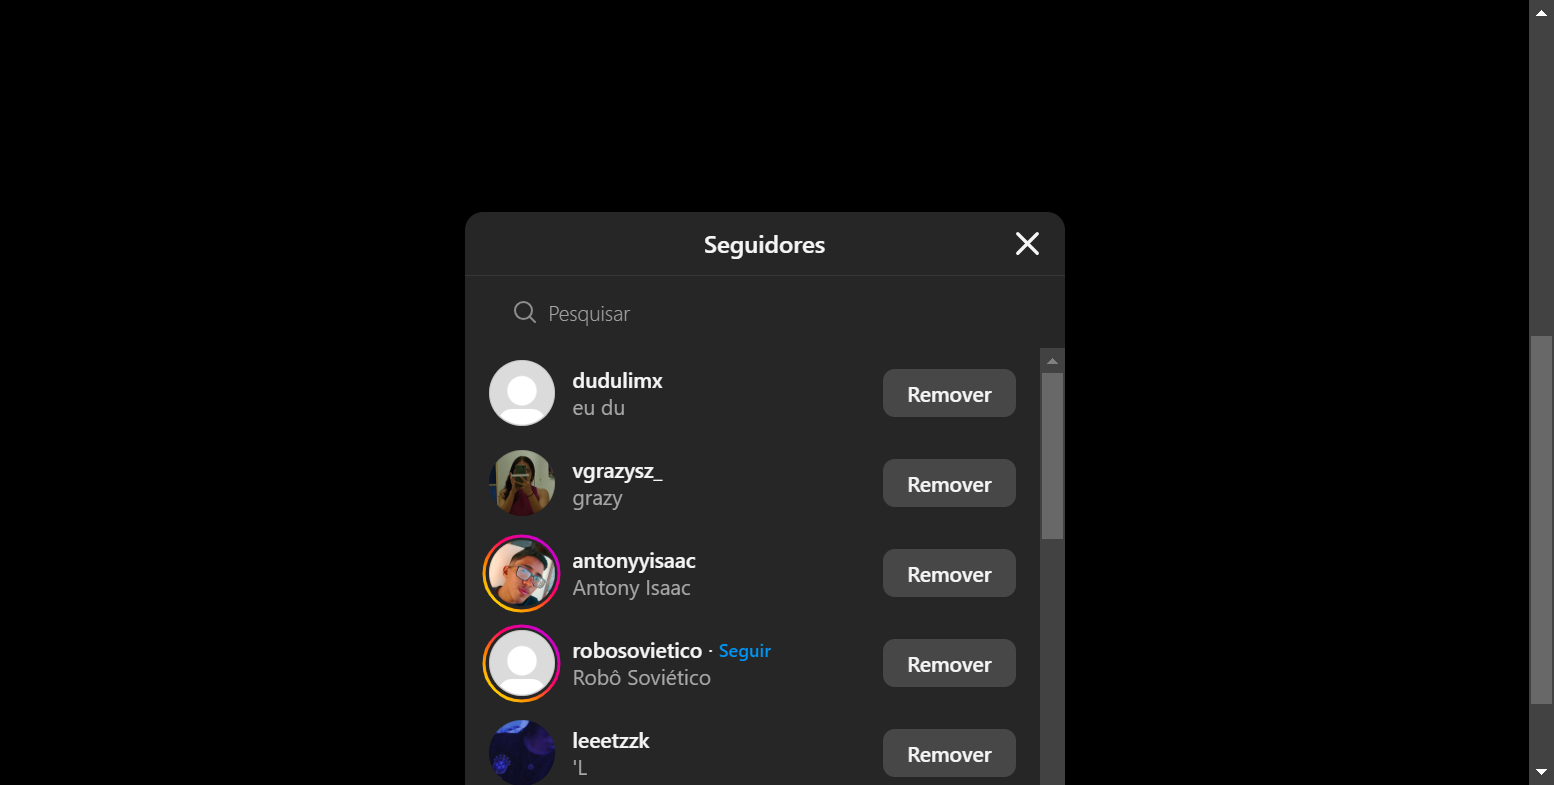 Seguidores
Pesquisar
dudulimx
eu du
Remover
vgrazysz_
grazy
Remover
antonyyisaac
Antony Isaac
Remover
robosovietico · Seguir
Robô Soviético
Remover
leeetzzk
'L
Remover